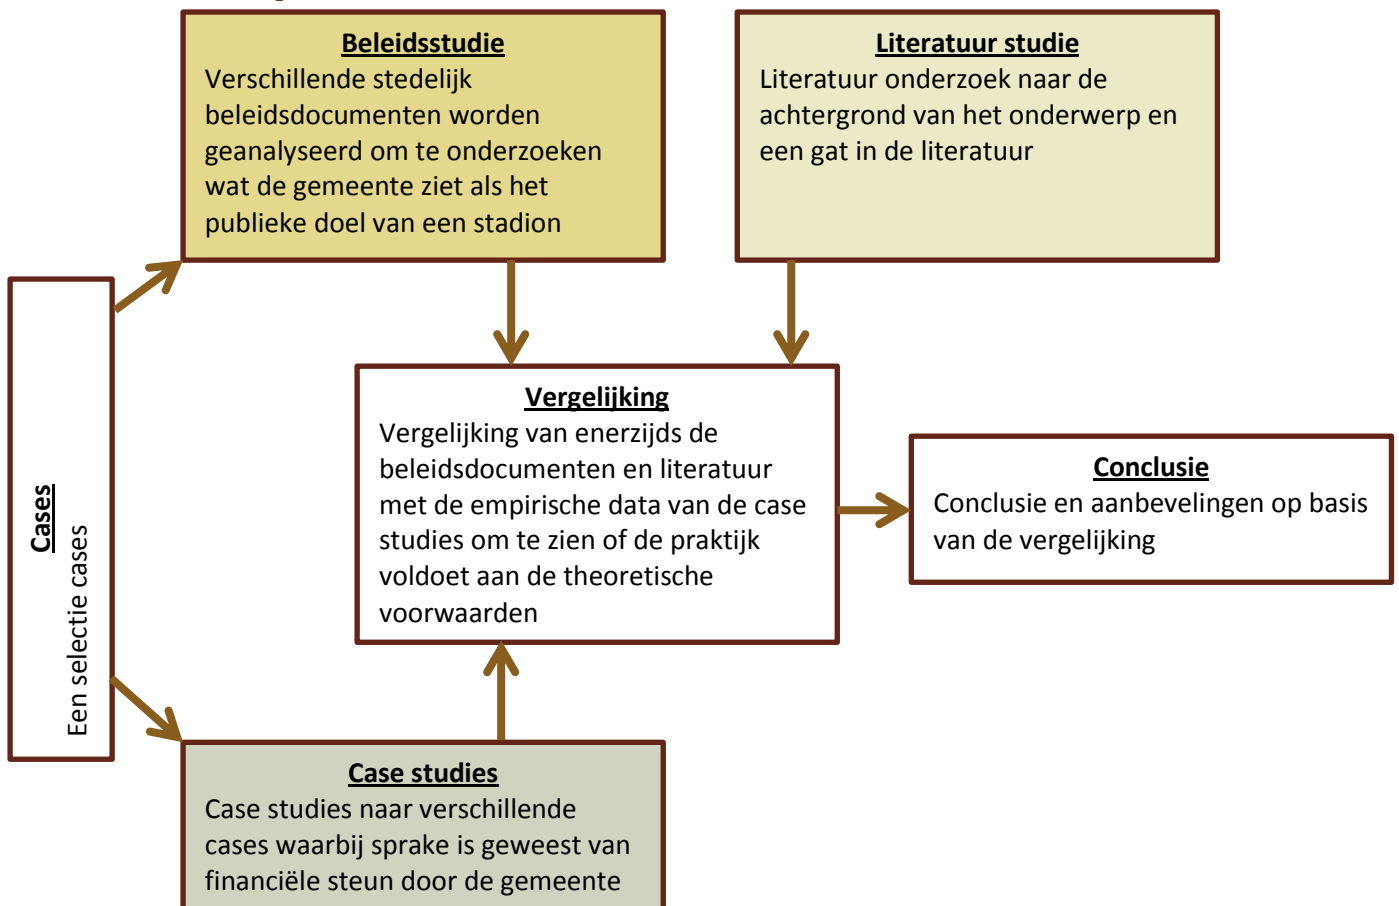 Beleidsstudie
Verschillende stedelijk
beleidsdocumenten worden
geanalyseerd om te onderzoeken
wat de gemeente ziet als het
publieke doel van een stadion
Literatuur studie
Literatuur onderzoek naar de
achtergrond van het onderwerp en
een gat in de literatuur
Cases
Een selectie cases
Vergelijking
Vergelijking van enerzijds de
beleidsdocumenten en literatuur
met de empirische data van de case
studies om te zien of de praktijk
voldoet aan de theoretische
voorwaarden
Conclusie
Conclusie en aanbevelingen op basis
van de vergelijking
Case studies
Case studies naar verschillende
cases waarbij sprake is geweest van
financiële steun door de gemeente